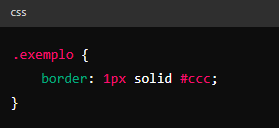 css
.exemplo {
    border: 1px solid #ccc;
}